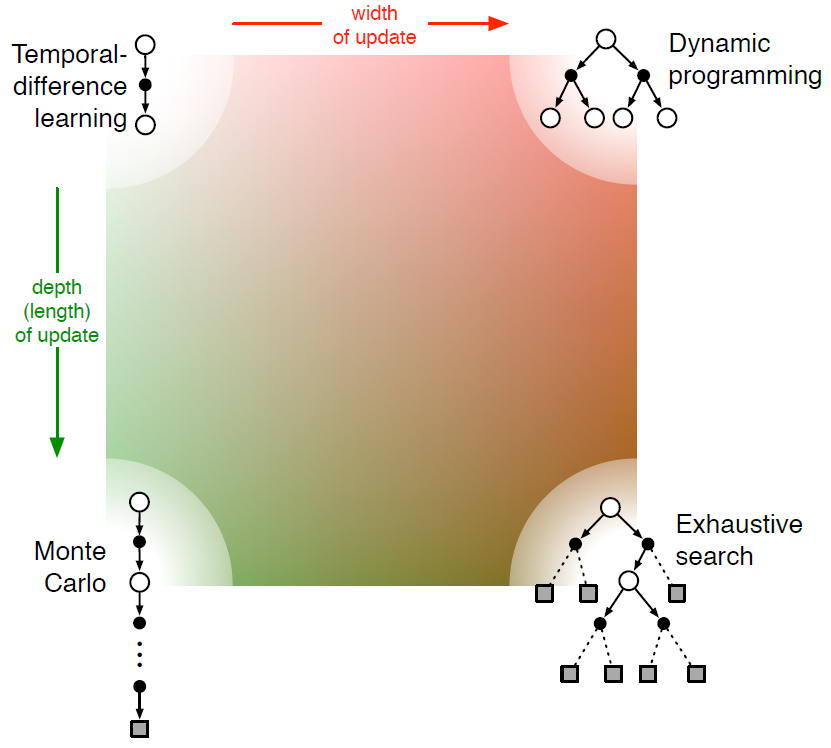 width
of update
Temporal-
difference
learning
Dynamic
programming
depth
(length)
of update
Monte
Carlo
Exhaustive
search